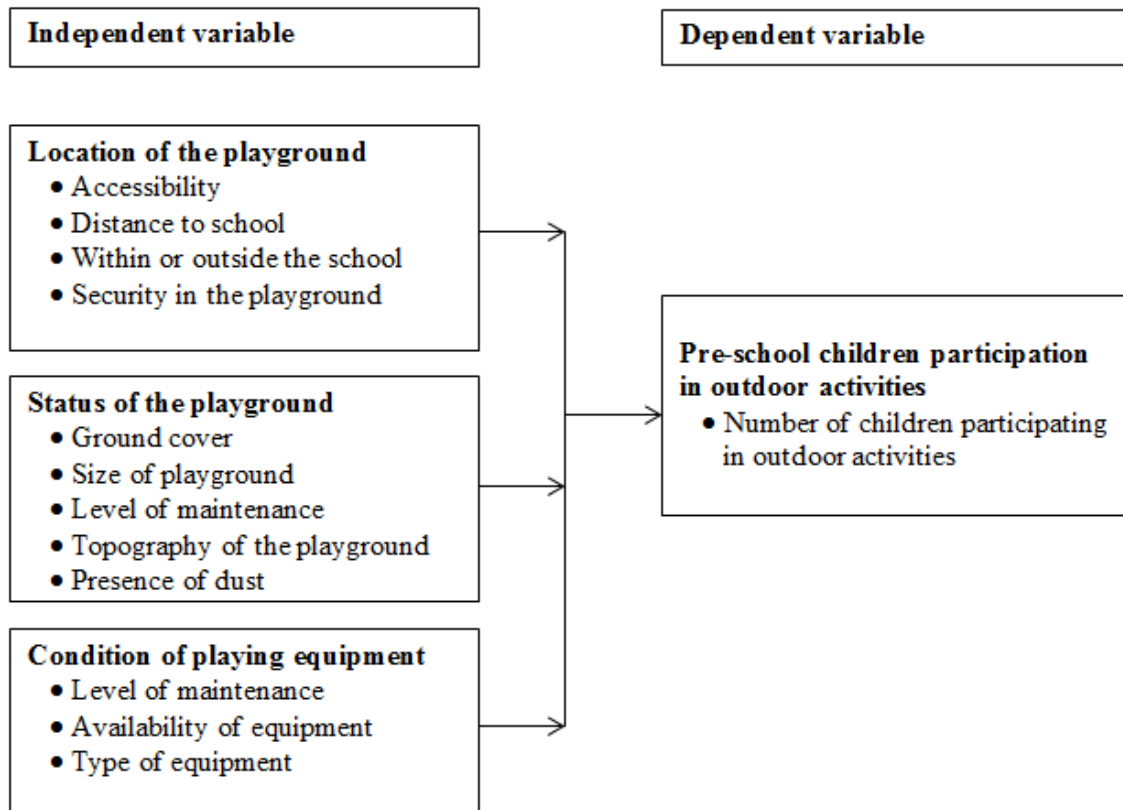 Independent variable
Dependent variable
Location of the playground
• Accessibility
• Distance to school
• Within or outside the school
• Security in the playground
Status of the playground
• Ground cover
• Size of playground
• Level of maintenance
• Topography of the playground
• Presence of dust
Condition of playing equipment
• Level of maintenance
• Availability of equipment
• Type of equipment
Pre-school children participation
in outdoor activities
• Number of children participating
in outdoor activities